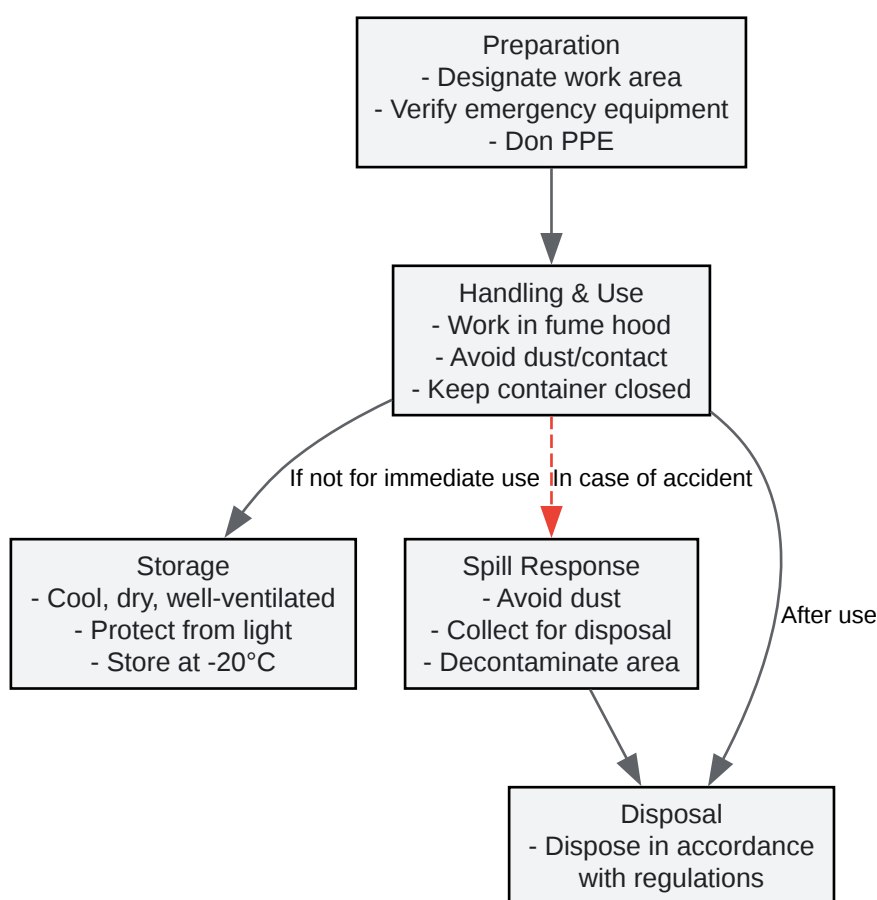 Preparation
- Designate work area
- Verify emergency equipment
- Don PPE
Handling & Use
- Work in fume hood
- Avoid dust/contact
- Keep container closed
If not for immediate use
In case of accident
Storage
- Cool, dry, well-ventilated
- Protect from light
- Store at -20°C
Spill Response
- Avoid dust
- Collect for disposal
- Decontaminate area
After use
Disposal
- Dispose in accordance
with regulations